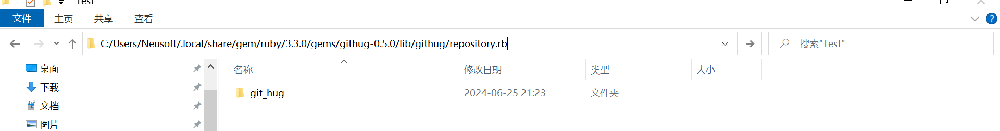 Test
文件 主页 共享 查看
C:/Users/Neusoft/.local/share/gem/ruby/3.3.0/gems/githug-0.5.0/lib/githug/repository.rb 搜索"Test"
桌面
下载
文档
图片
名称 修改日期 类型 大小
git_hug 2024-06-25 21:23 文件夹